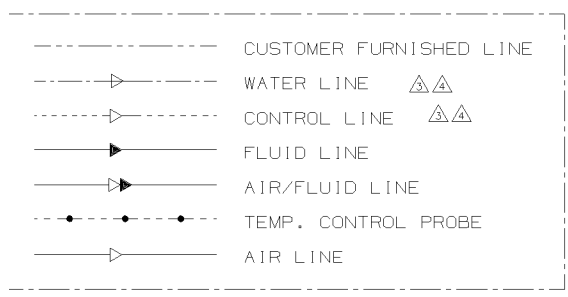 CUSTOMER FURNISHED LINE
WATER LINE 3 4
CONTROL LINE 3 4
FLUID LINE
AIR/FLUID LINE
TEMP. CONTROL PROBE
AIR LINE